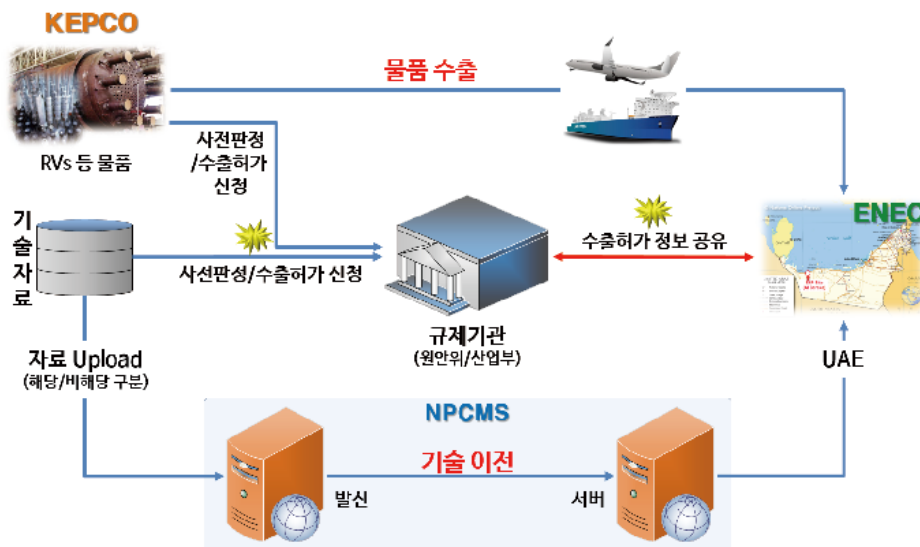 KEPCO
물품 수출
RVs 등 물품
사전판정
/수출허가
신청
기술자료
사전판정/수출허가 신청
수출허가 정보 공유
ENEC
규제기관
(원안위/산업부)
자료 Upload
(해당/비해당 구분)
UAE
NPCMS
기술 이전
발신
서버